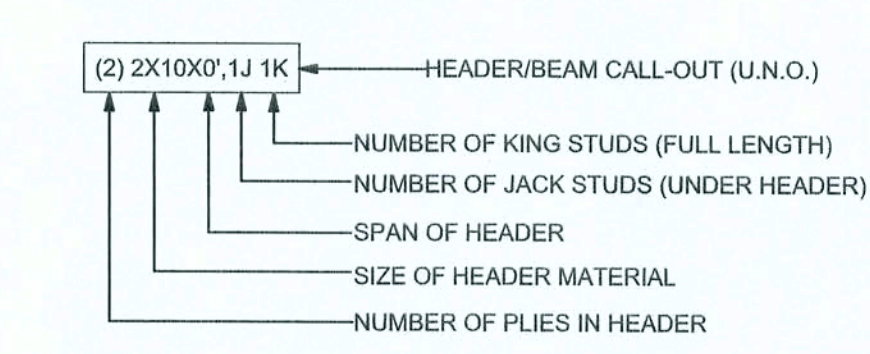 (2) 2X10X0',1J 1K
HEADER/BEAM CALL-OUT (U.N.O.)
NUMBER OF KING STUDS (FULL LENGTH)
NUMBER OF JACK STUDS (UNDER HEADER)
SPAN OF HEADER
SIZE OF HEADER MATERIAL
NUMBER OF PLIES IN HEADER